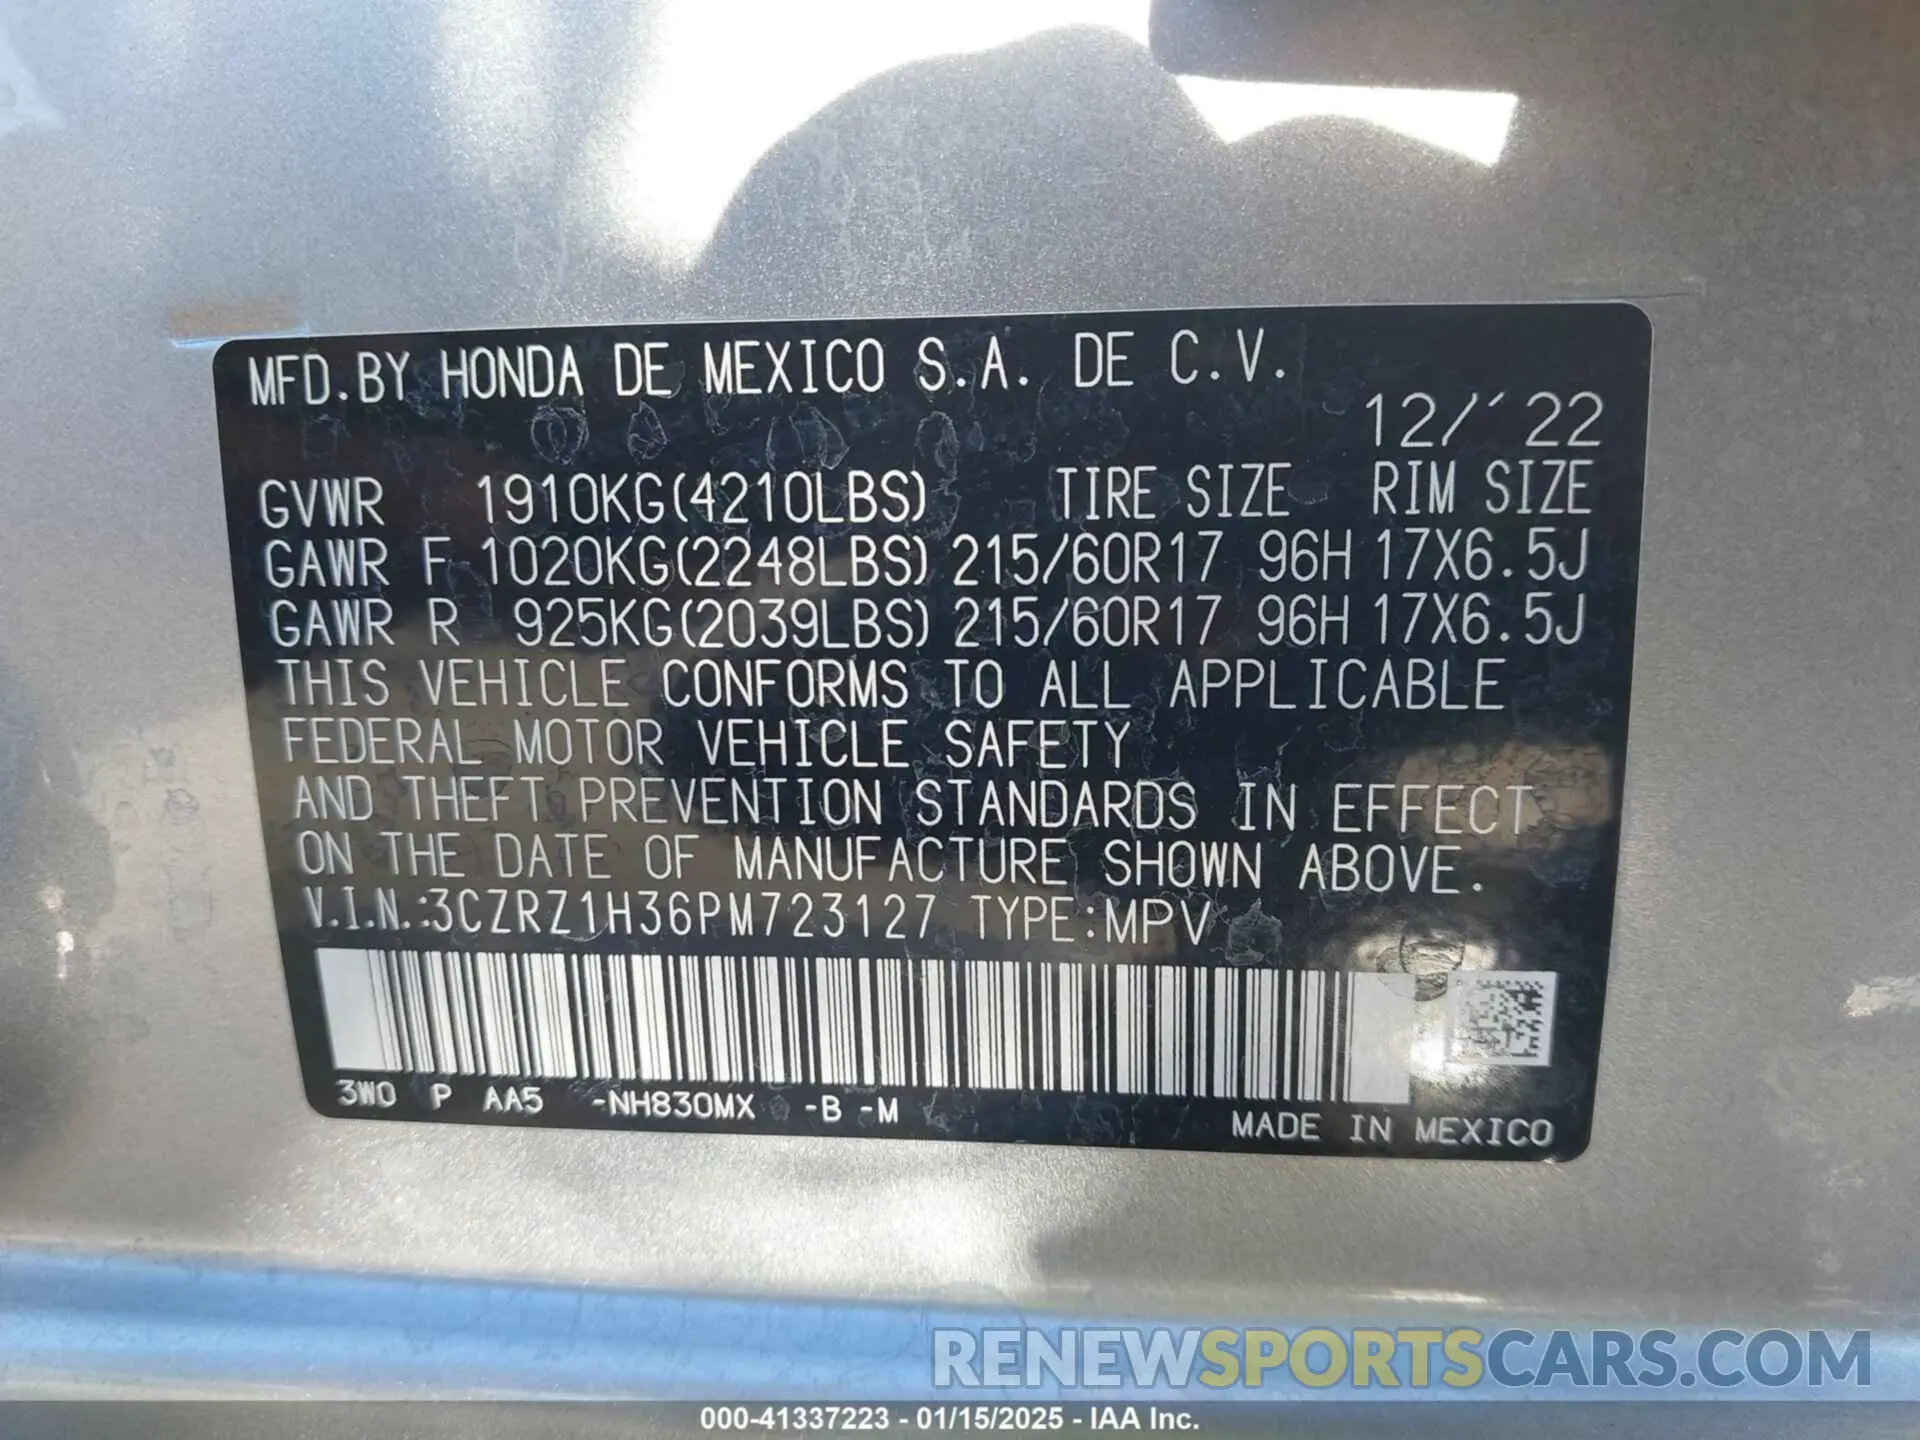 MFD.BY HONDA DE MEXICO S.A. DE C.V.
12/´22
GVWR 1910KG(4210LBS) TIRE SIZE RIM SIZE
GAWR F 1020KG(2248LBS) 215/60R17 96H 17X6.5J
GAWR R 925KG(2039LBS) 215/60R17 96H 17X6.5J
THIS VEHICLE CONFORMS TO ALL APPLICABLE
FEDERAL MOTOR VEHICLE SAFETY
AND THEFT PREVENTION STANDARDS IN EFFECT
ON THE DATE OF MANUFACTURE SHOWN ABOVE.
V.I.N.:3CZRZ1H36PM723127 TYPE:MPV
3W0 P AA5 -NH830MX -B -M
MADE IN MEXICO
RENEWSPORTSCARS.COM
000-41337223 - 01/15/2025 - IAA Inc.